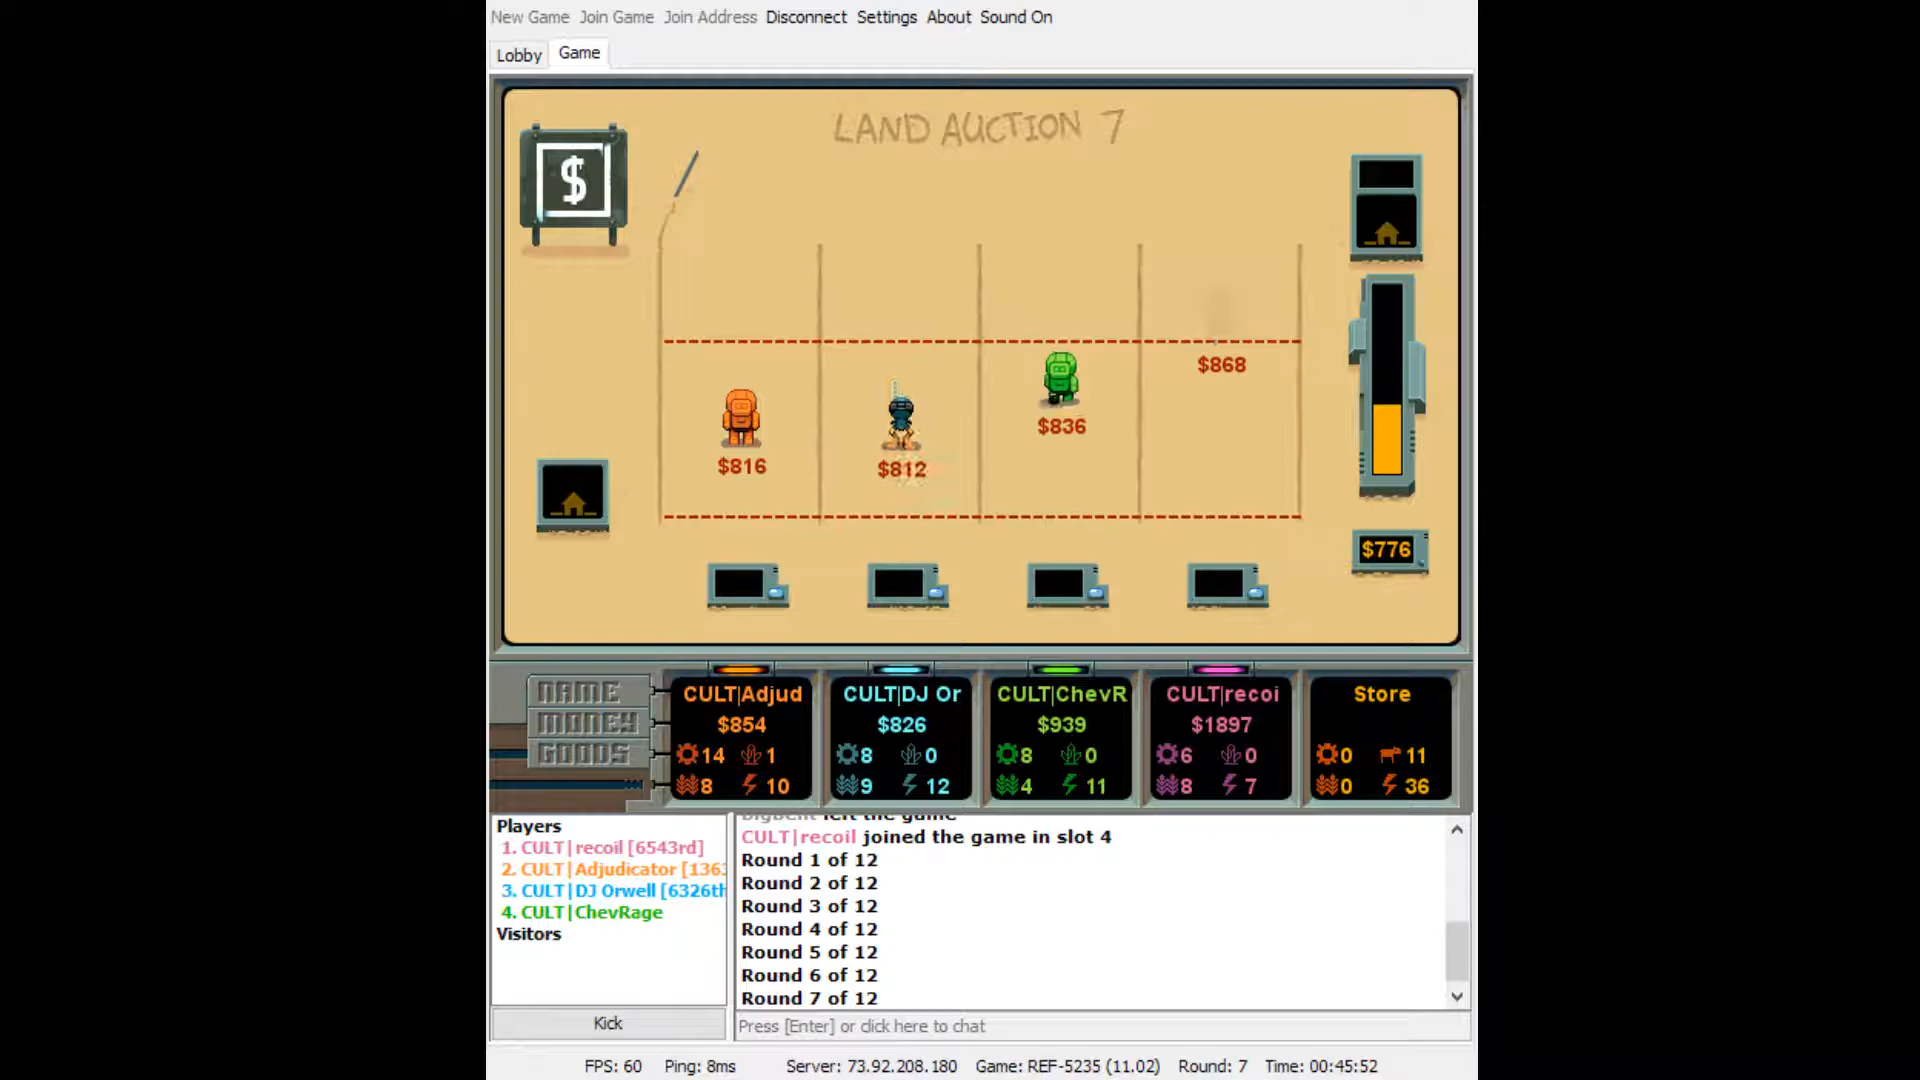 New Game Join Game Join Address Disconnect Settings About Sound On
Lobby Game
LAND AUCTION 7
$
$868
$836
$816
$812
$776
NAME
MONEY
GOODS
CULT|Adjud
$854
14 1
8 10
CULT|DJ Or
$826
8 0
9 12
CULT|ChevR
$939
8 0
4 11
CULT|recoi
$1897
6 0
8 7
Store
0 11
0 36
Players
1. CULT|recoil [6543rd]
2. CULT|Adjudicator [136
3. CULT|DJ Orwell [6326th
4. CULT|ChevRage
Visitors
Kick
left the game
CULT|recoil joined the game in slot 4
Round 1 of 12
Round 2 of 12
Round 3 of 12
Round 4 of 12
Round 5 of 12
Round 6 of 12
Round 7 of 12
Press [Enter] or click here to chat
FPS: 60 Ping: 8ms Server: 73.92.208.180 Game: REF-5235 (11.02) Round: 7 Time: 00:45:52